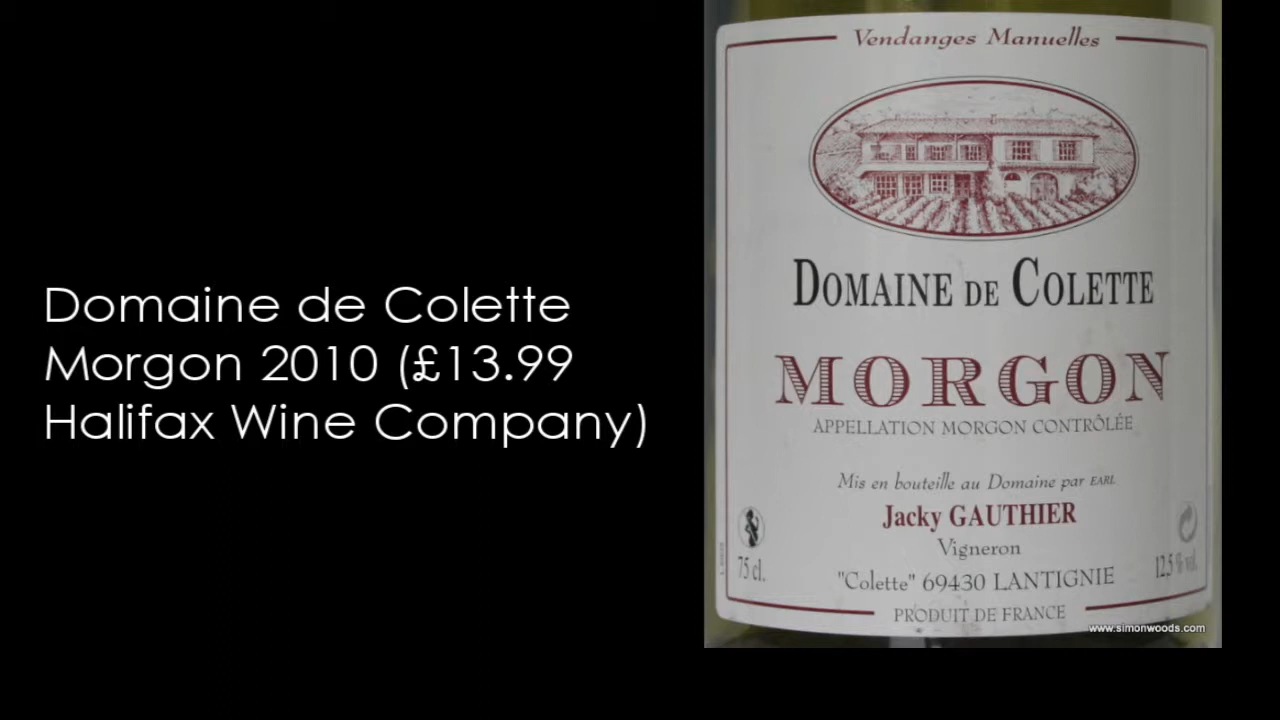 Domaine de Colette
Morgon 2010 (£13.99
Halifax Wine Company)
Vendanges Manuelles
DOMAINE DE COLETTE
MORGON
APPELLATION MORGON CONTRÔLÉE
Mis en bouteille au Domaine par EARL
Jacky GAUTHIER
Vigneron
75 cl.
"Colette" 69430 LANTIGNIE
12,5 % vol.
PRODUIT DE FRANCE
www.simonwoods.com